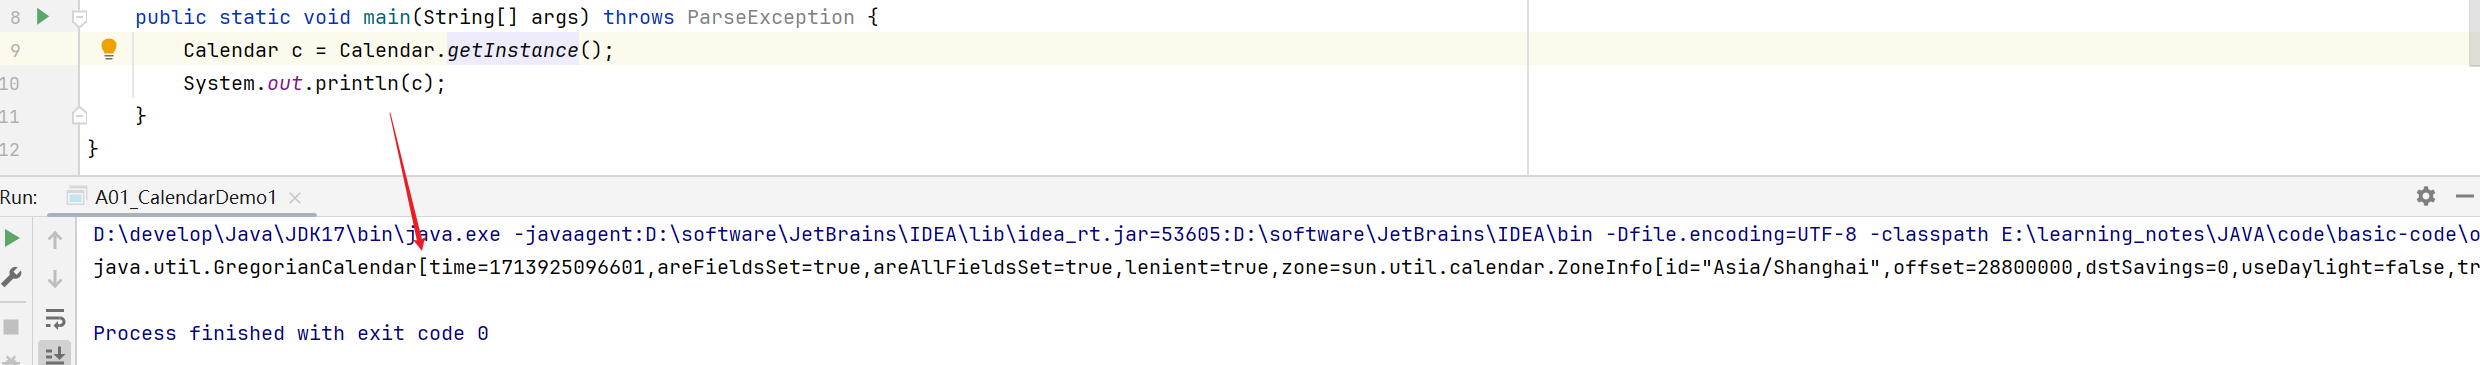 8 public static void main(String[] args) throws ParseException {
9 Calendar c = Calendar.getInstance();
10 System.out.println(c);
11 }
12 }
Run: A01_CalendarDemo1
D:\develop\Java\JDK17\bin\java.exe -javaagent:D:\software\JetBrains\IDEA\lib\idea_rt.jar=53605:D:\software\JetBrains\IDEA\bin -Dfile.encoding=UTF-8 -classpath E:\learning_notes\JAVA\code\basic-code\o
java.util.GregorianCalendar[time=1713925096601,areFieldsSet=true,areAllFieldsSet=true,lenient=true,zone=sun.util.calendar.ZoneInfo[id="Asia/Shanghai",offset=28800000,dstSavings=0,useDaylight=false,tr
Process finished with exit code 0